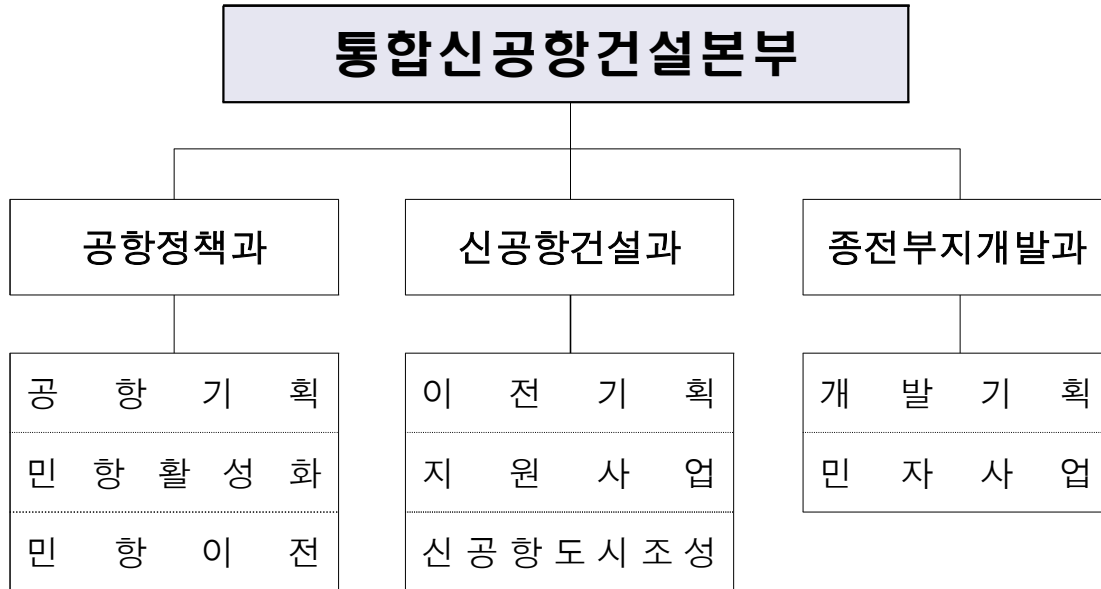 통합신공항건설본부
공항정책과 신공항건설과 종전부지개발과
공항기획 이전기획 개발기획
민항활성화 지원사업 민자사업
민항이전 신공항도시조성